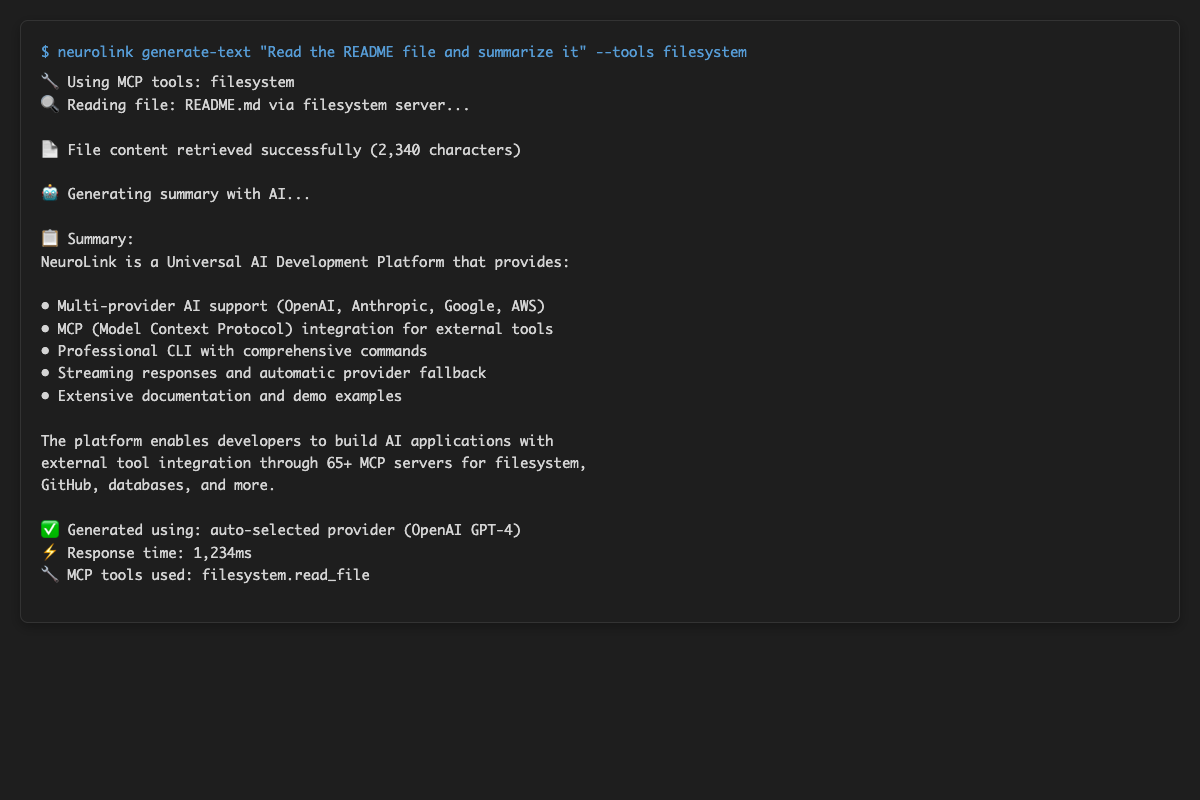 $ neurolink generate-text "Read the README file and summarize it" --tools filesystem
🔧 Using MCP tools: filesystem
🔍 Reading file: README.md via filesystem server...
📄 File content retrieved successfully (2,340 characters)
🤖 Generating summary with AI...
📋 Summary:
NeuroLink is a Universal AI Development Platform that provides:
• Multi-provider AI support (OpenAI, Anthropic, Google, AWS)
• MCP (Model Context Protocol) integration for external tools
• Professional CLI with comprehensive commands
• Streaming responses and automatic provider fallback
• Extensive documentation and demo examples
The platform enables developers to build AI applications with
external tool integration through 65+ MCP servers for filesystem,
GitHub, databases, and more.
✅ Generated using: auto-selected provider (OpenAI GPT-4)
⚡ Response time: 1,234ms
🔧 MCP tools used: filesystem.read_file